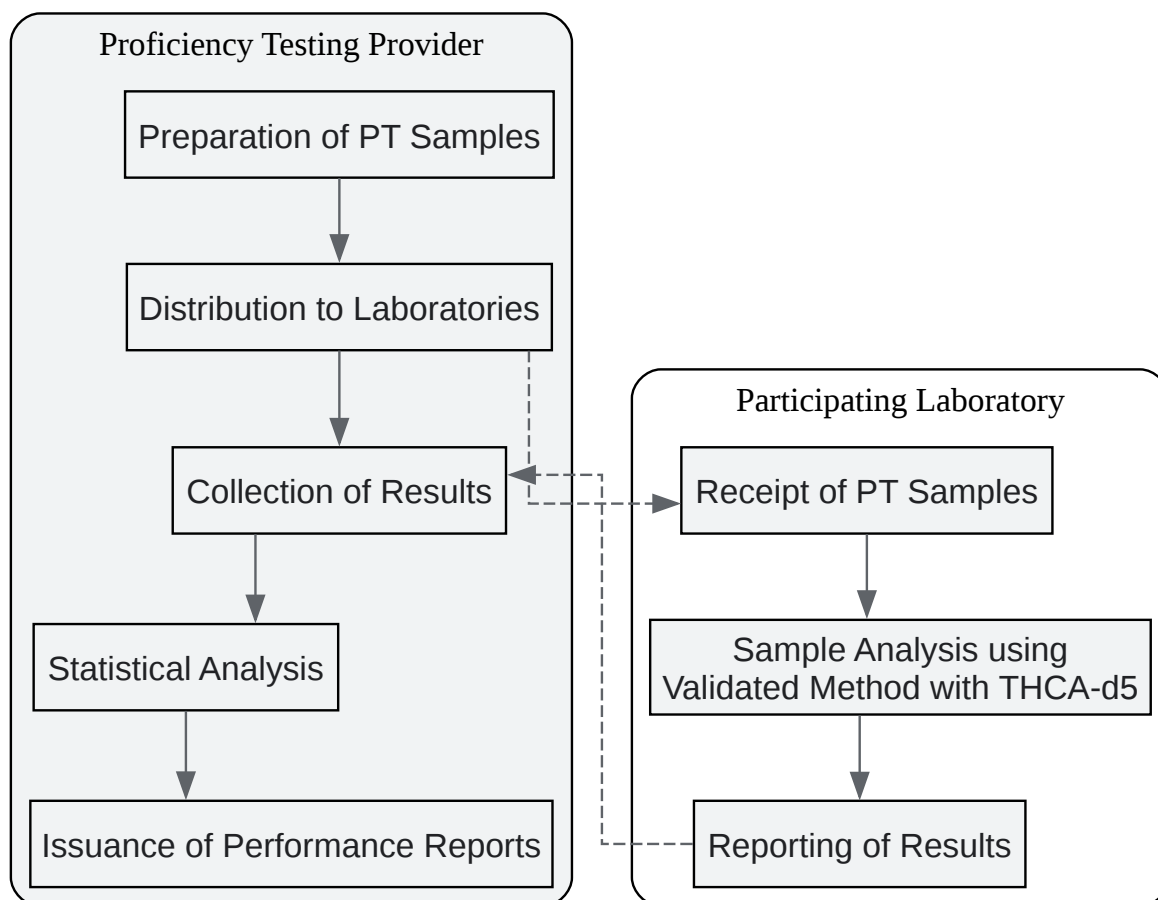 Proficiency Testing Provider
Preparation of PT Samples
Distribution to Laboratories
Collection of Results
Statistical Analysis
Issuance of Performance Reports
Participating Laboratory
Receipt of PT Samples
Sample Analysis using
Validated Method with THCA-d5
Reporting of Results